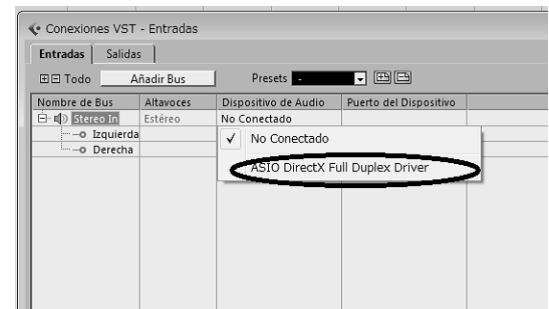 Conexiones VST - Entradas
Entradas Salidas
Todo Añadir Bus Presets -
Nombre de Bus Altavoces Dispositivo de Audio Puerto del Dispositivo
Stereo In Estéreo No Conectado
Izquierda ✓ No Conectado
Derecha
ASIO DirectX Full Duplex Driver